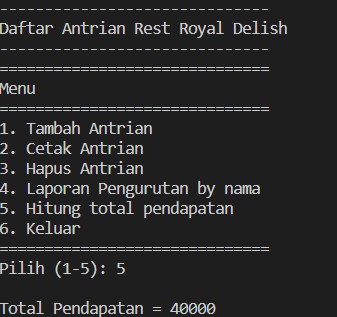 ------------------------------
Daftar Antrian Rest Royal Delish
------------------------------
==============================
Menu
==============================
1. Tambah Antrian
2. Cetak Antrian
3. Hapus Antrian
4. Laporan Pengurutan by nama
5. Hitung total pendapatan
6. Keluar
==============================
Pilih (1-5): 5
Total Pendapatan = 40000